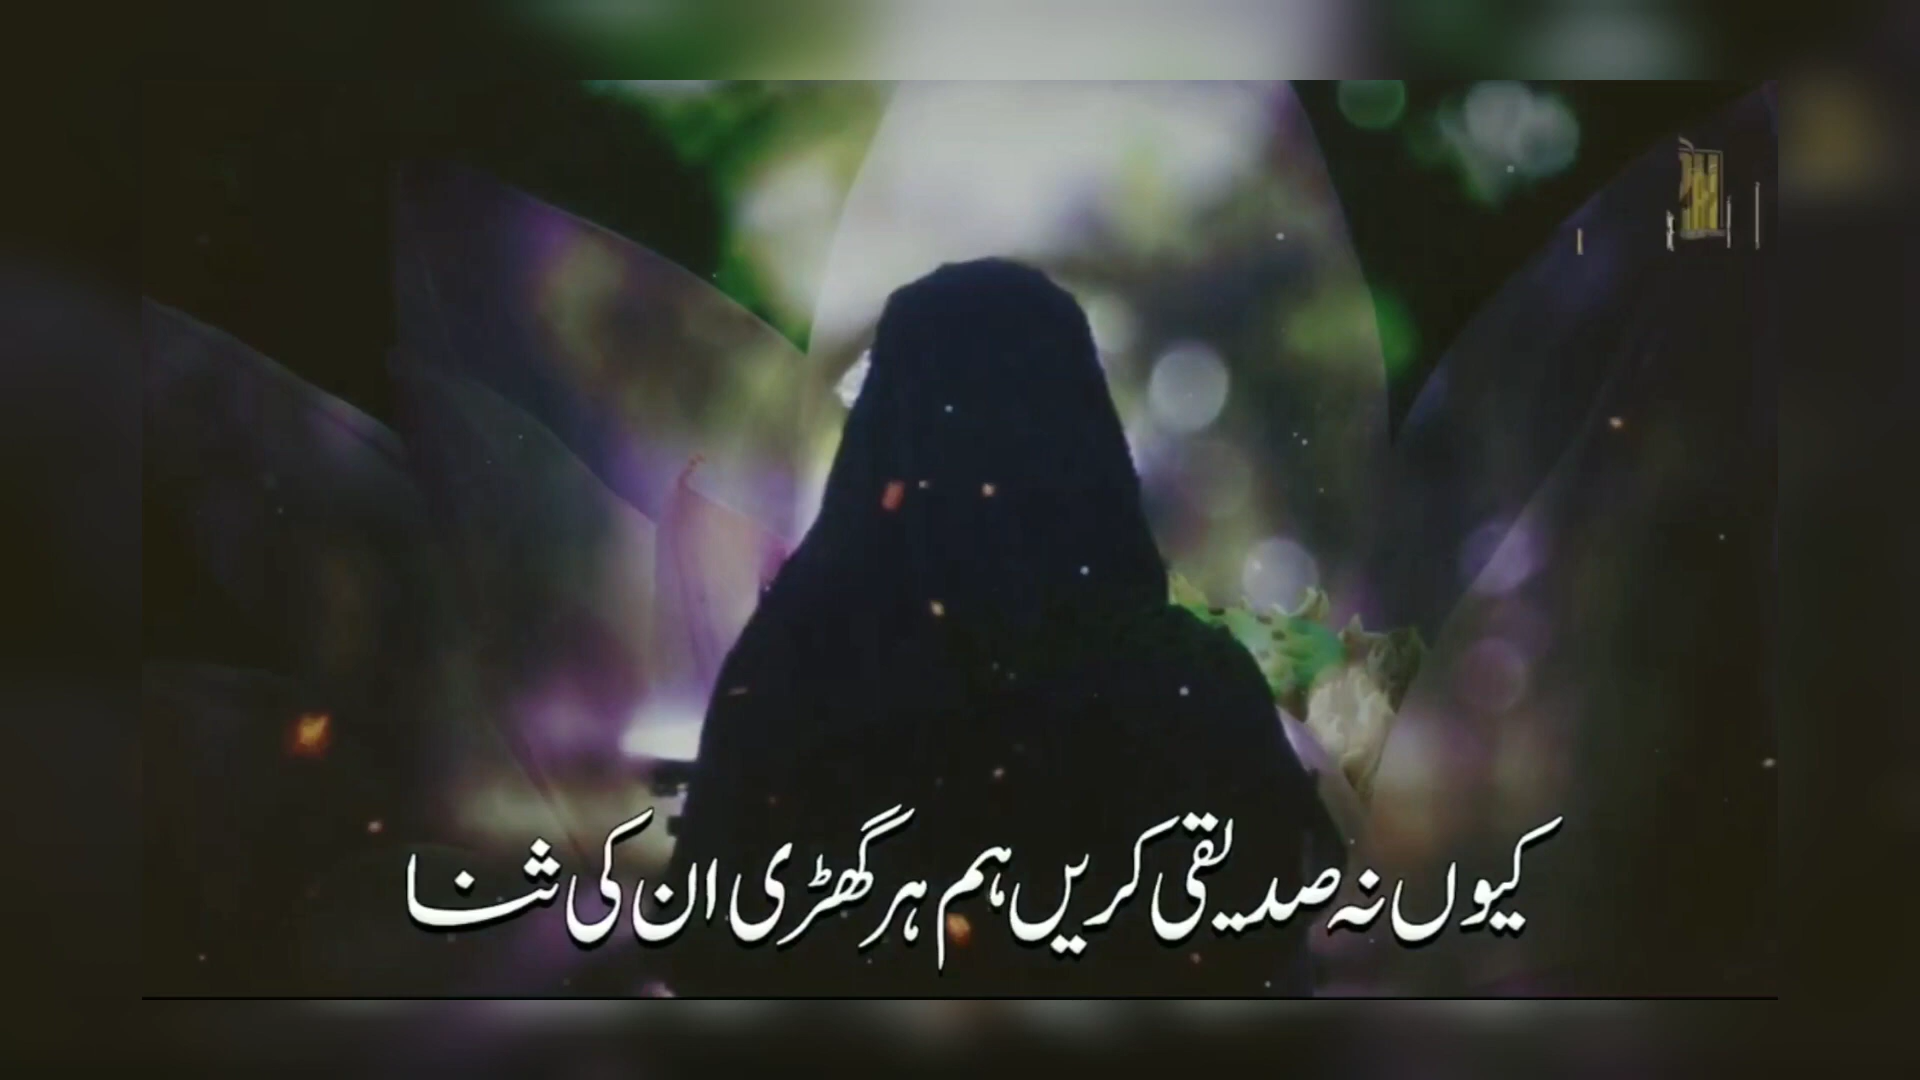 کیوں نہ صدیقی کریں ہم ہر گھڑی ان کی ثنا